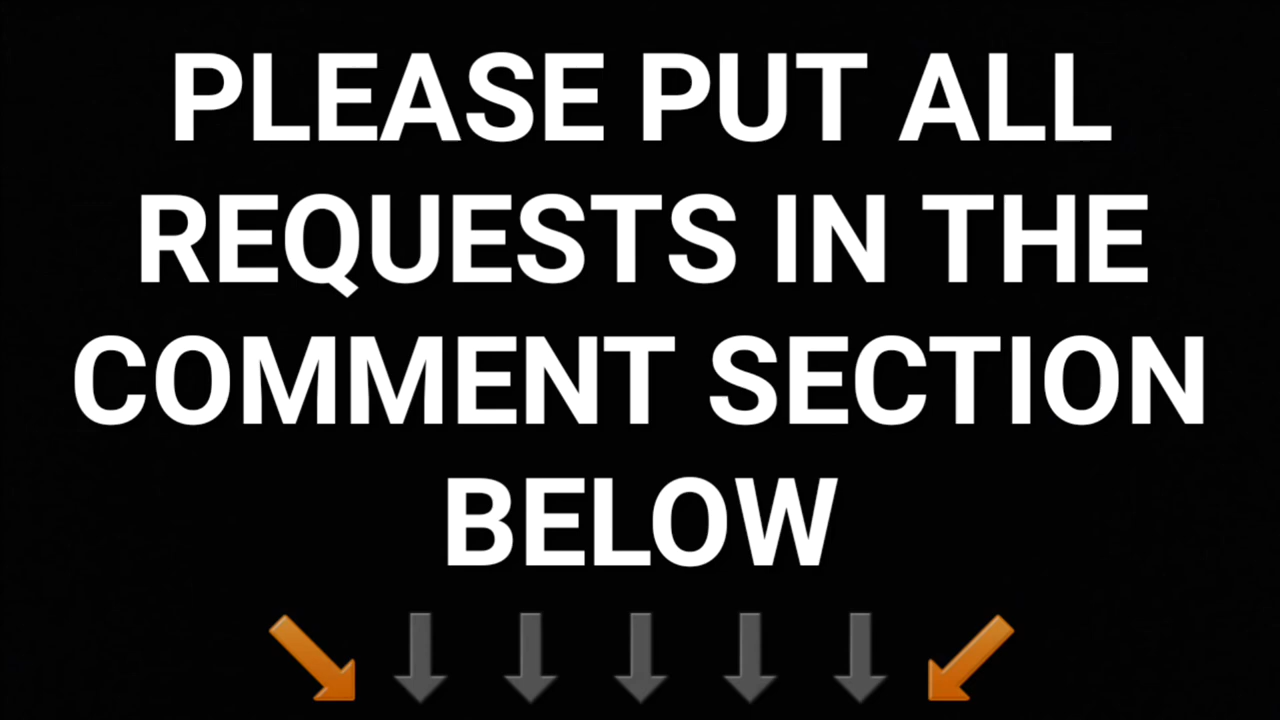 PLEASE PUT ALL
REQUESTS IN THE
COMMENT SECTION
BELOW